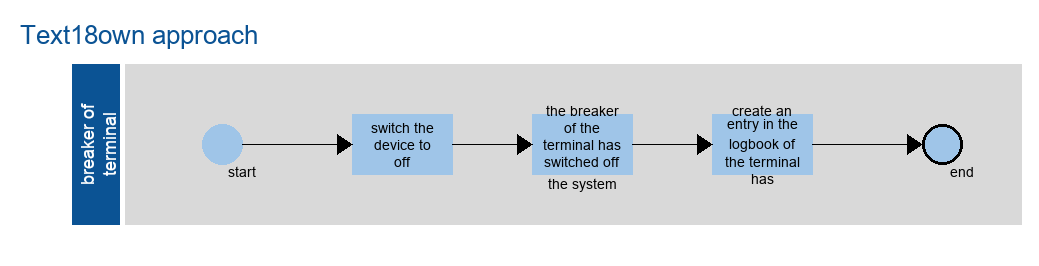 Text18own approach
breaker of
terminal
start
switch the
device to
off
the breaker
of the
terminal has
switched off
the system
create an
entry in the
logbook of
the terminal
has
end